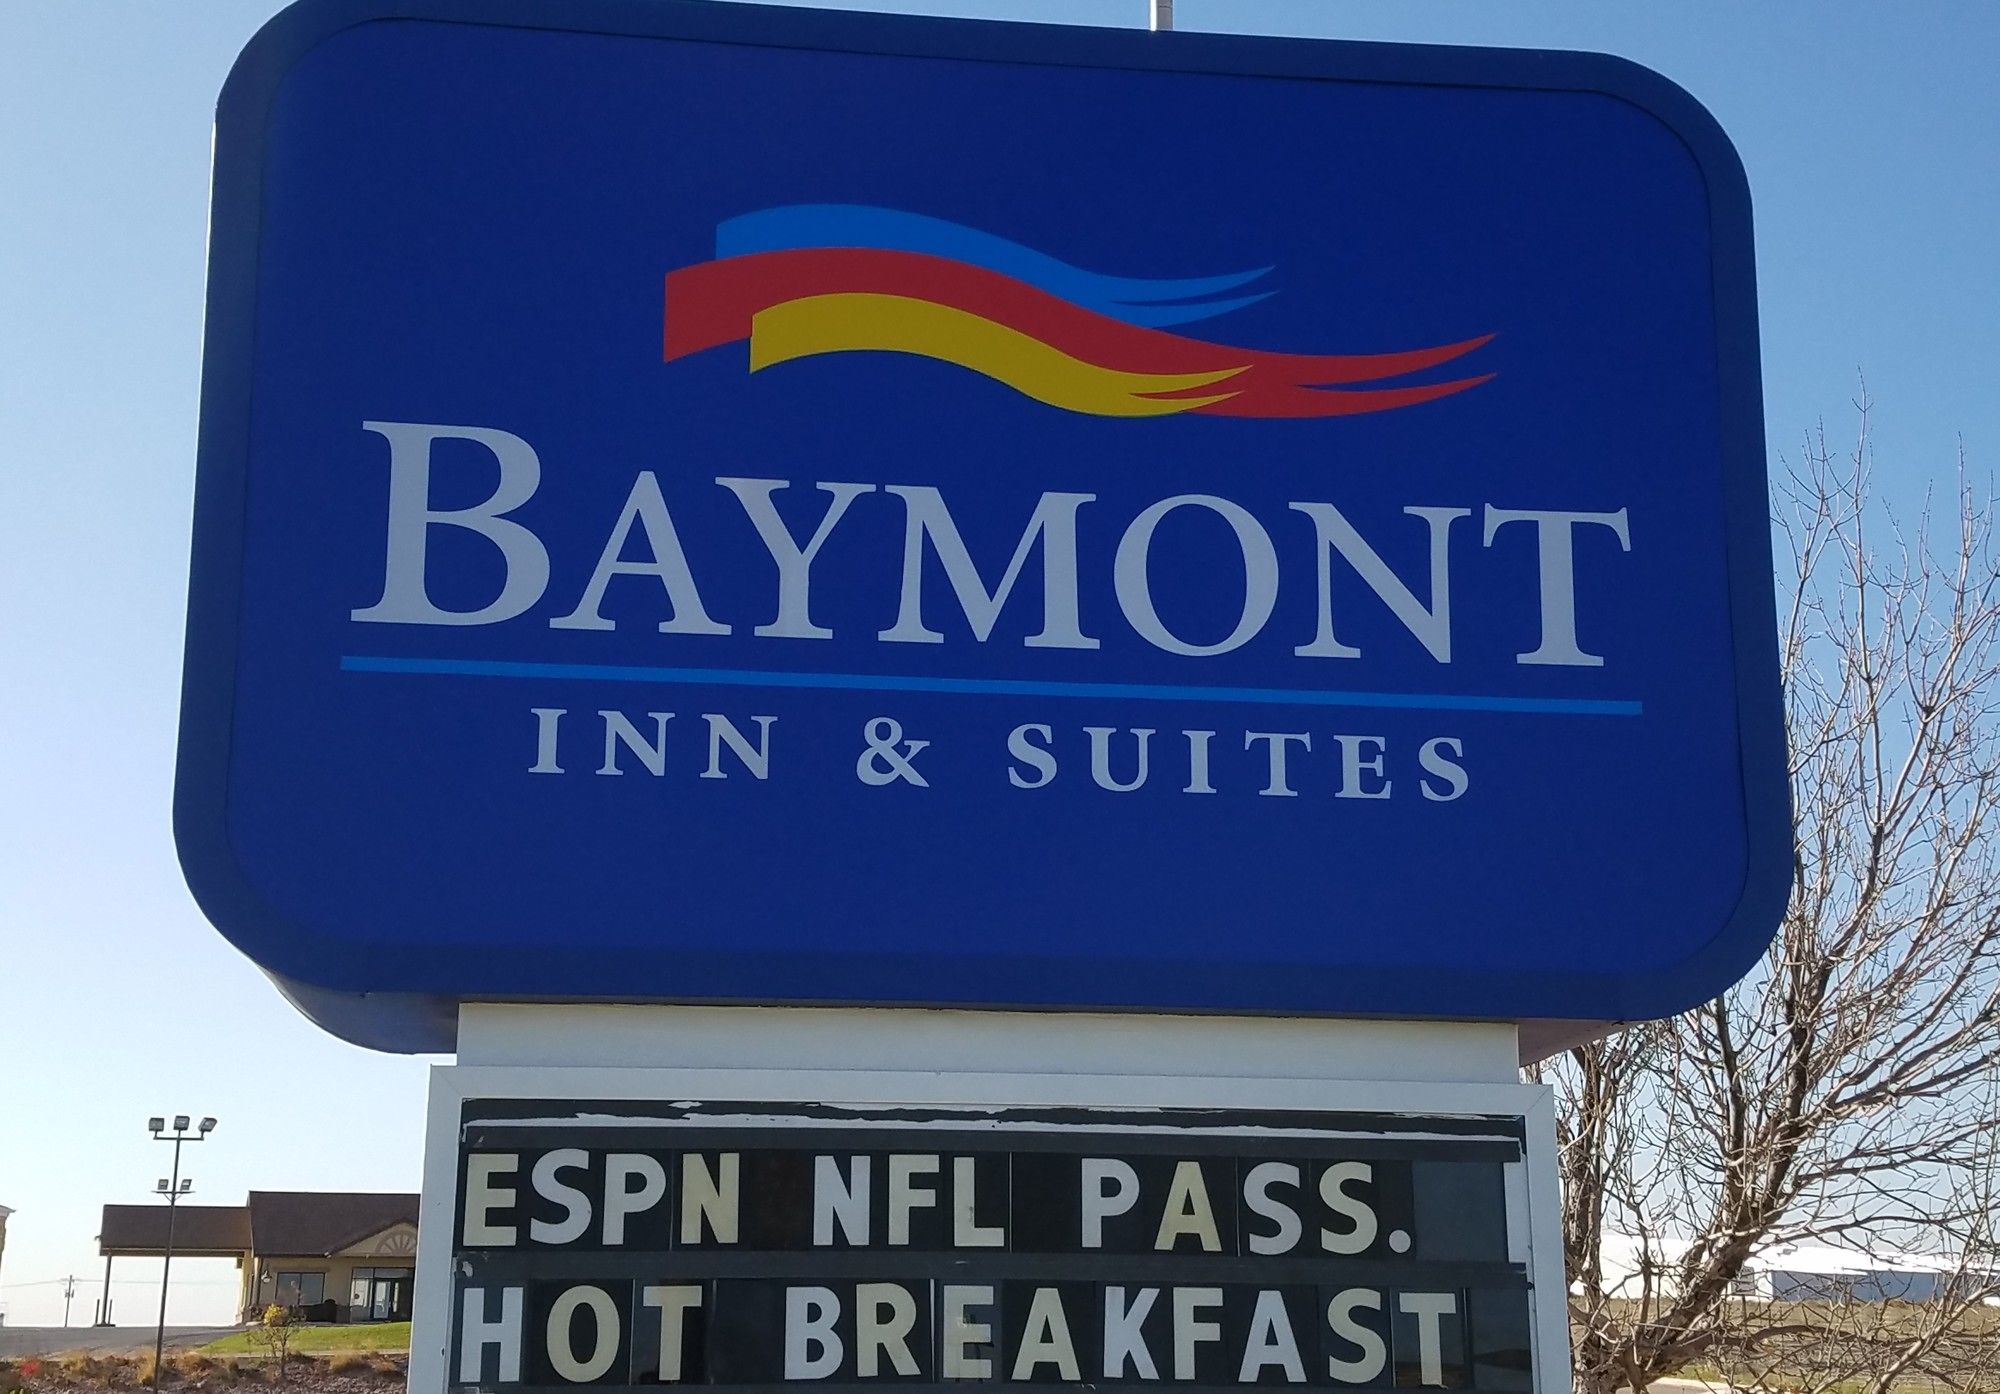 BAYMONT
INN & SUITES
ESPN NFL PASS.
HOT BREAKFAST